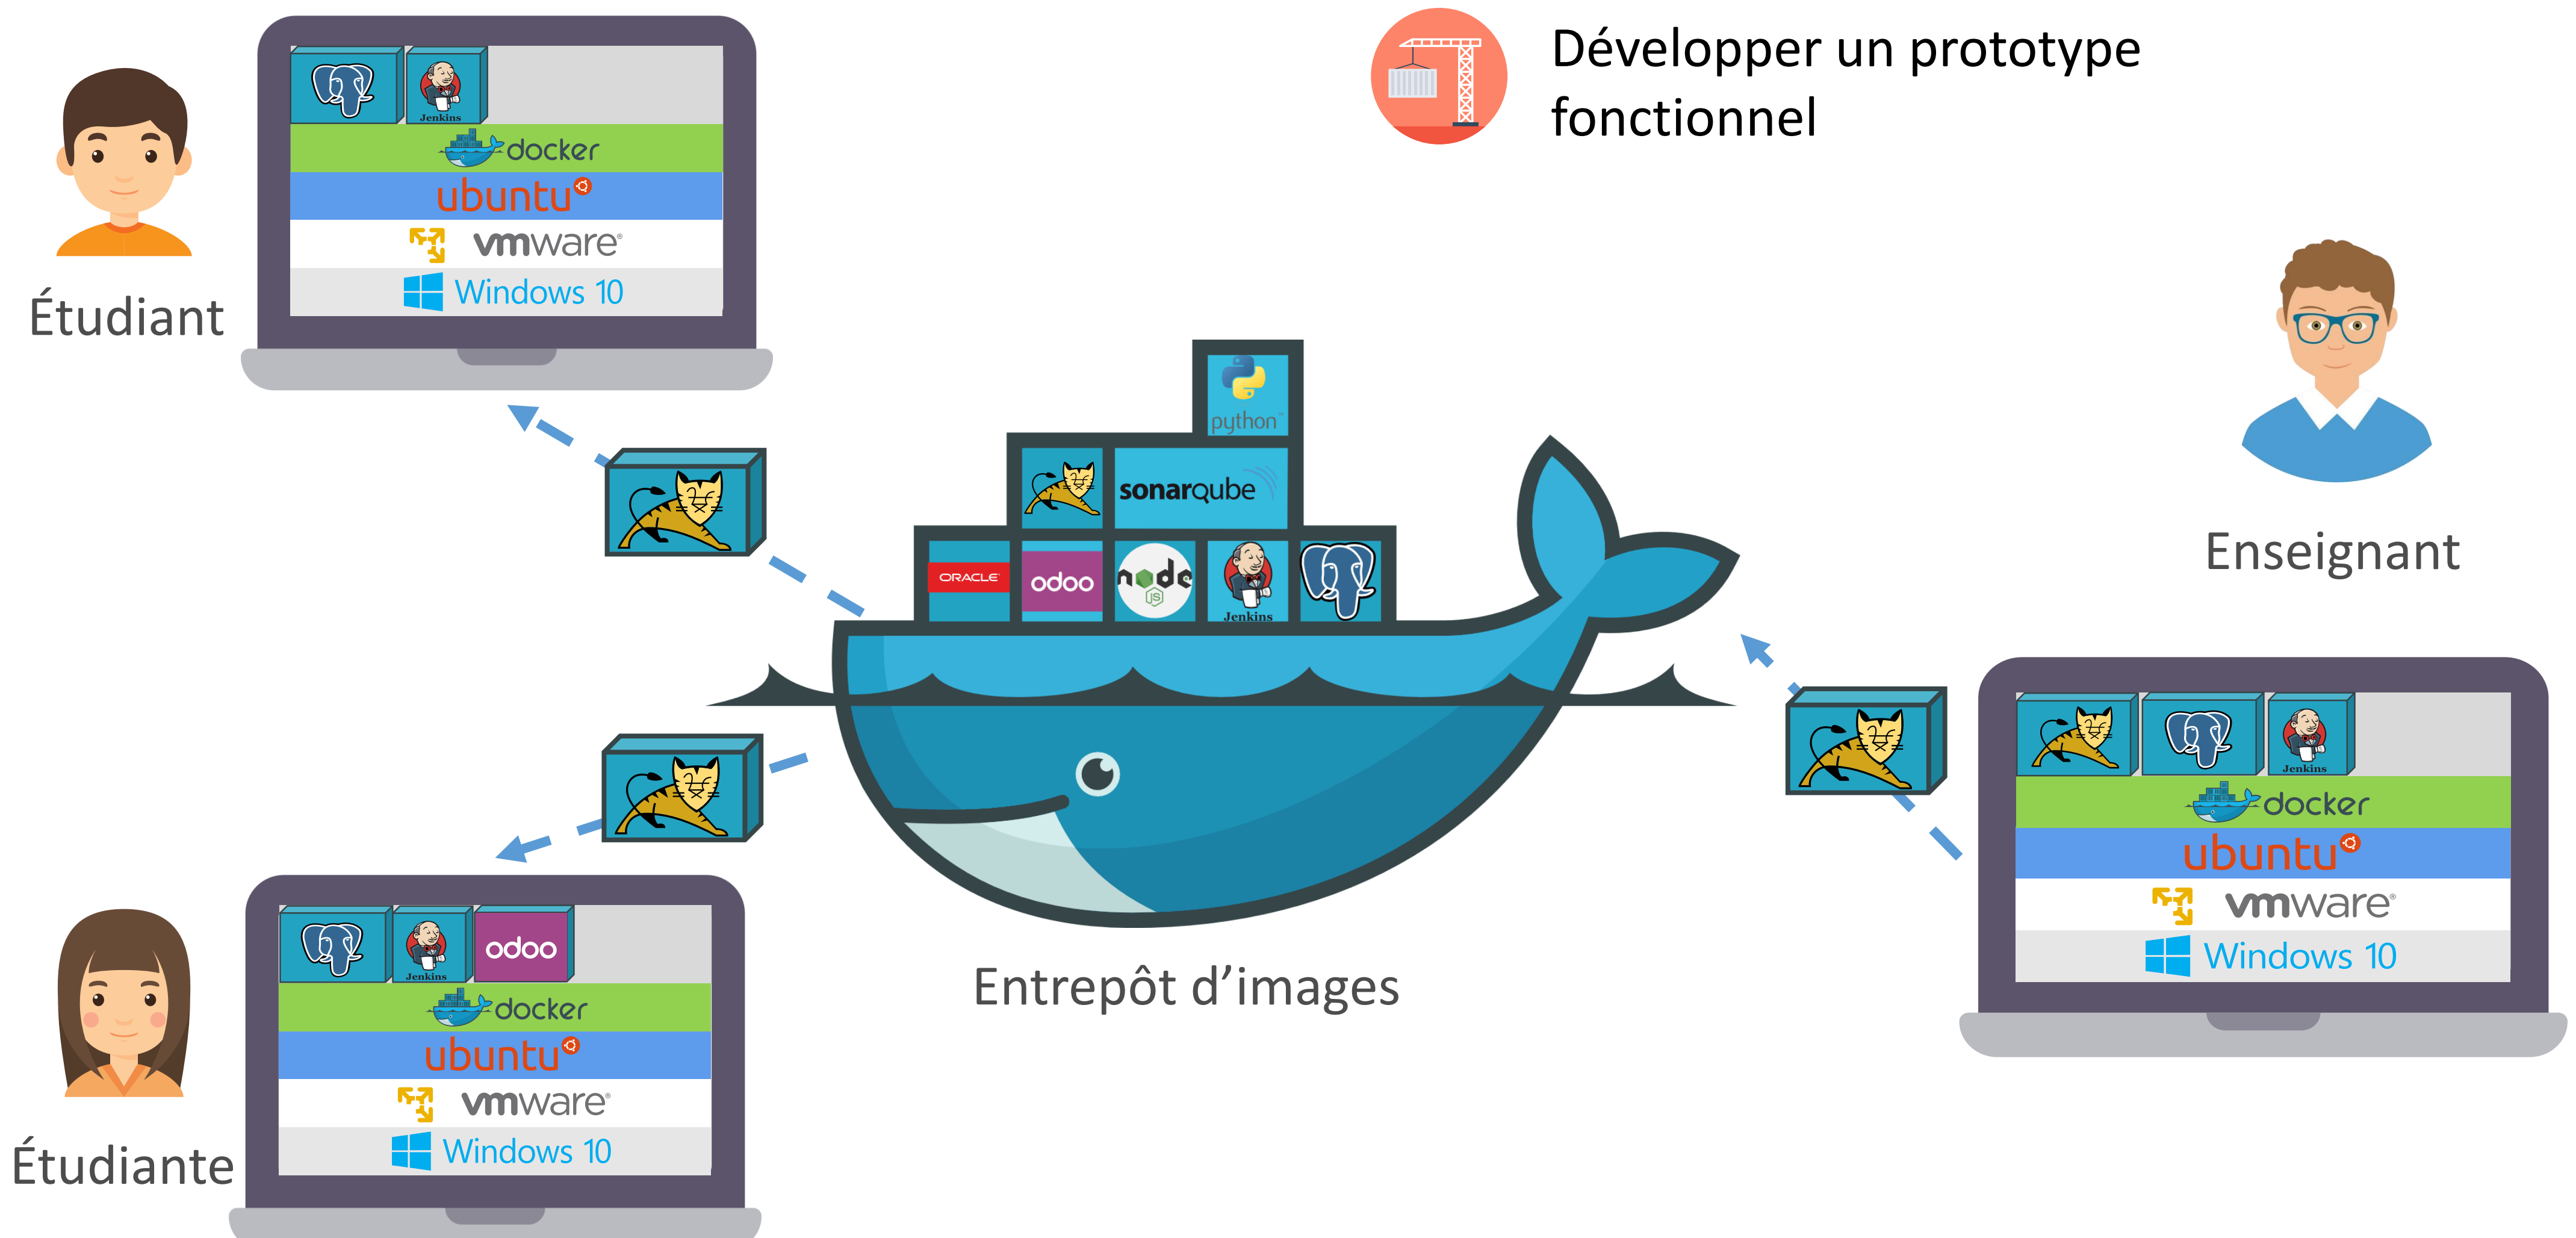 Développer un prototype
fonctionnel
Jenkins
docker
ubuntu
vmware®
Windows 10
Étudiant
python™
sonarqube
ORACLE®
odoo
node
JS
Jenkins
Entrepôt d’images
Enseignant
Jenkins
docker
ubuntu
vmware®
Windows 10
Jenkins
odoo
docker
ubuntu
vmware®
Windows 10
Étudiante